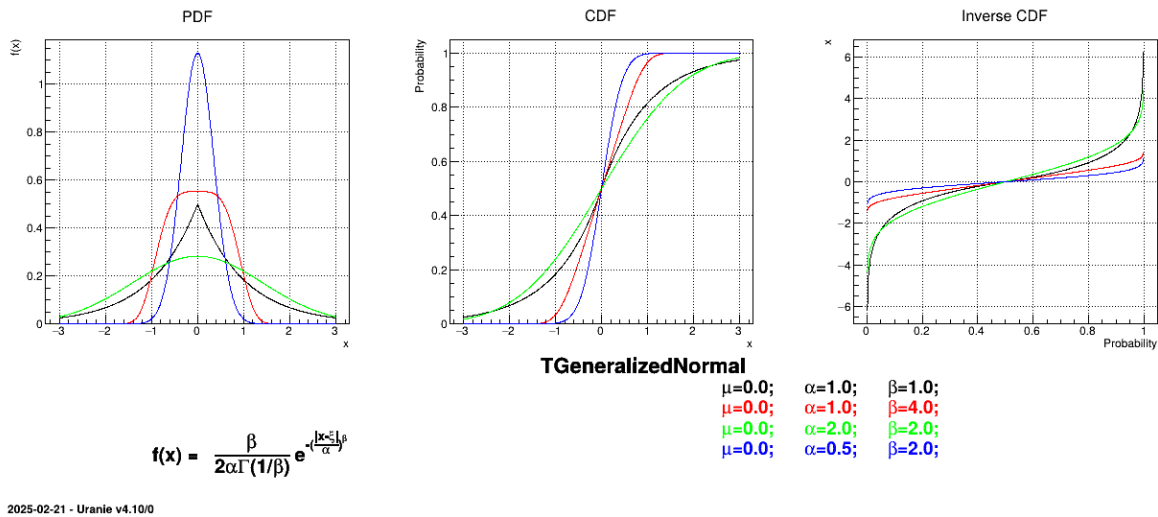 PDF
CDF
Inverse CDF
f(x)
1
0.8
0.6
0.4
0.2
0
−3 −2 −1 0 1 2 3
x
Probability
1
0.8
0.6
0.4
0.2
0
−3 −2 −1 0 1 2 3
x
x
6
4
2
0
−2
−4
−6
0 0.2 0.4 0.6 0.8 1
Probability
TGeneralizedNormal
μ=0.0; α=1.0; β=1.0;
μ=0.0; α=1.0; β=4.0;
μ=0.0; α=2.0; β=2.0;
μ=0.0; α=0.5; β=2.0;
f(x) = β / 2αΓ(1/β) e^-(|x-ξ|/α)^β
2025-02-21 - Uranie v4.10/0